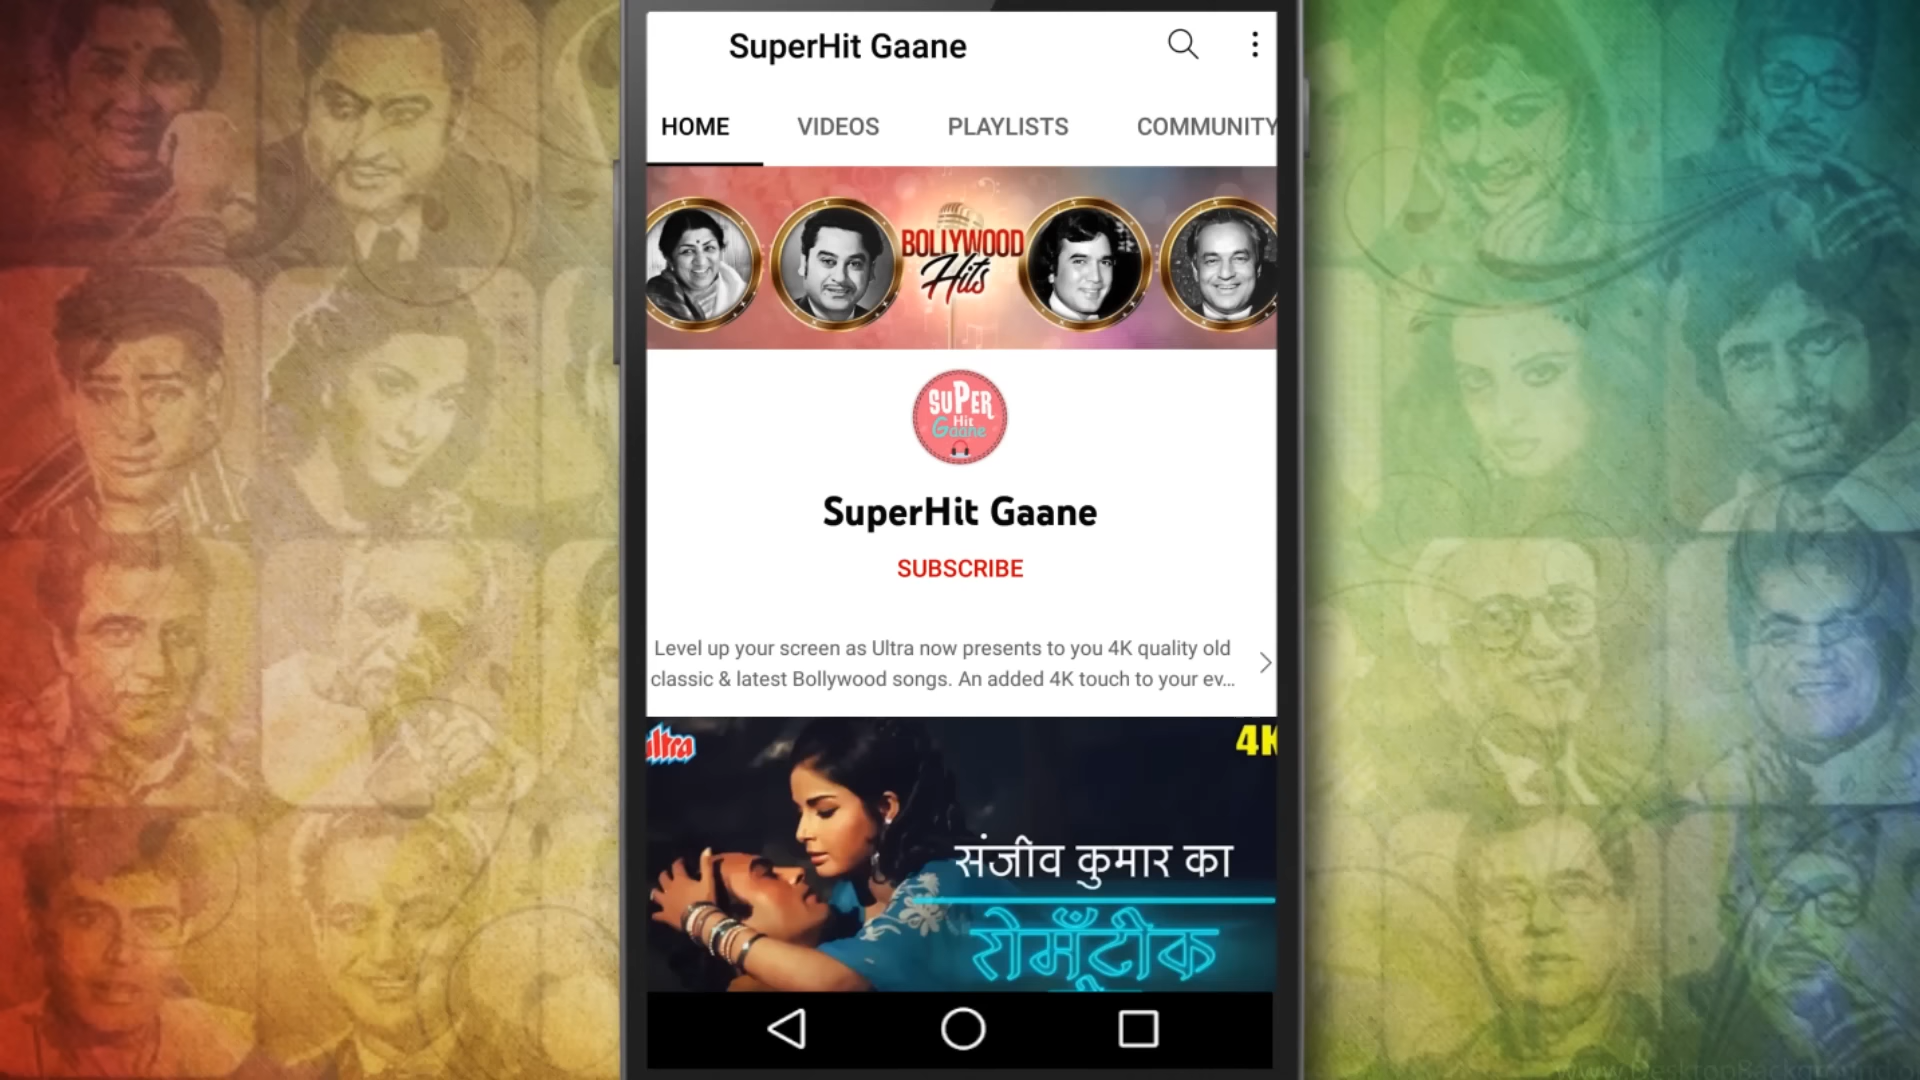 SuperHit Gaane
HOME VIDEOS PLAYLISTS COMMUNITY
BOLLYWOOD
Hits
SUPER
Hit
Gaane
SuperHit Gaane
SUBSCRIBE
Level up your screen as Ultra now presents to you 4K quality old
classic & latest Bollywood songs. An added 4K touch to your ev...
ultra
4K
संजीव कुमार का
रोमँटीक